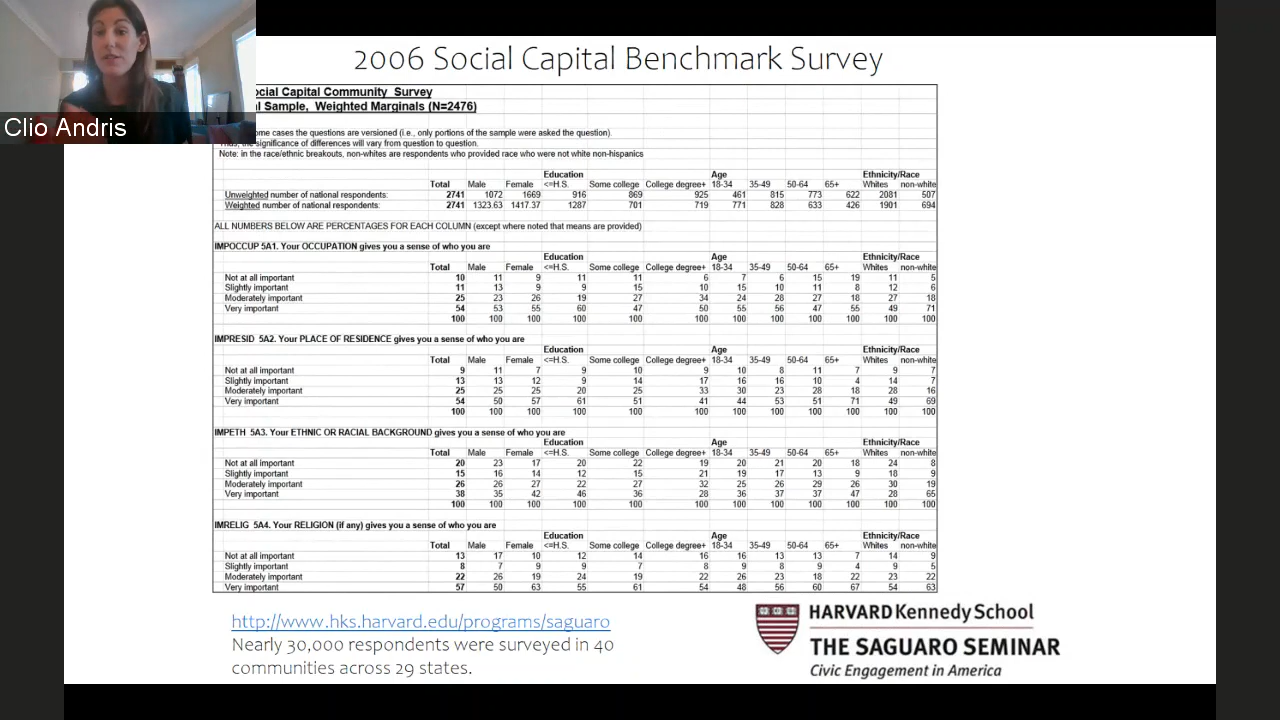 2006 Social Capital Benchmark Survey
Clio Andris
ocial Capital Community Survey
l Sample, Weighted Marginals (N=2476)
ome cases the questions are versioned (i.e., only portions of the sample were asked the question).
Thus, the significance of differences will vary from question to question.
Note: in the race/ethnic breakouts, non-whites are respondents who provided race who were not white non-hispanics
Education Age Ethnicity/Race
Total Male Female <=H.S. Some college College degree+ 18-34 35-49 50-64 65+ Whites non-white
Unweighted number of national respondents: 2741 1072 1669 916 869 925 461 815 773 622 2081 507
Weighted number of national respondents: 2741 1323.63 1417.37 1287 701 719 771 828 633 426 1901 694
ALL NUMBERS BELOW ARE PERCENTAGES FOR EACH COLUMN (except where noted that means are provided)
IMPOCCUP 5A1. Your OCCUPATION gives you a sense of who you are
Education Age Ethnicity/Race
Total Male Female <=H.S. Some college College degree+ 18-34 35-49 50-64 65+ Whites non-white
Not at all important 10 11 9 11 11 6 7 6 15 19 11 5
Slightly important 11 13 9 9 15 10 15 10 11 8 12 6
Moderately important 25 23 26 19 27 34 24 28 27 18 27 18
Very important 54 53 55 60 47 50 55 56 47 55 49 71
100 100 100 100 100 100 100 100 100 100 100 100
IMPRESID 5A2. Your PLACE OF RESIDENCE gives you a sense of who you are
Education Age Ethnicity/Race
Total Male Female <=H.S. Some college College degree+ 18-34 35-49 50-64 65+ Whites non-white
Not at all important 9 11 7 9 10 9 10 8 11 7 9 7
Slightly important 13 13 12 9 14 17 16 16 10 4 14 7
Moderately important 25 25 25 20 25 33 30 23 28 18 28 16
Very important 54 50 57 61 51 41 44 53 51 71 49 69
100 100 100 100 100 100 100 100 100 100 100 100
IMPETH 5A3. Your ETHNIC OR RACIAL BACKGROUND gives you a sense of who you are
Education Age Ethnicity/Race
Total Male Female <=H.S. Some college College degree+ 18-34 35-49 50-64 65+ Whites non-white
Not at all important 20 23 17 20 22 19 20 21 20 18 24 8
Slightly important 15 16 14 12 15 21 19 17 13 9 18 9
Moderately important 26 26 27 22 27 32 25 26 29 26 30 19
Very important 38 35 42 46 36 28 36 37 37 47 28 65
100 100 100 100 100 100 100 100 100 100 100 100
IMRELIG 5A4. Your RELIGION (if any) gives you a sense of who you are
Education Age Ethnicity/Race
Total Male Female <=H.S. Some college College degree+ 18-34 35-49 50-64 65+ Whites non-white
Not at all important 13 17 10 12 14 16 16 13 13 7 14 9
Slightly important 8 7 9 9 7 8 9 8 9 4 9 5
Moderately important 22 26 19 24 19 22 26 23 18 22 23 22
Very important 57 50 63 55 61 54 48 56 60 67 54 63
http://www.hks.harvard.edu/programs/saguaro
Nearly 30,000 respondents were surveyed in 40
communities across 29 states.
HARVARD Kennedy School
THE SAGUARO SEMINAR
Civic Engagement in America